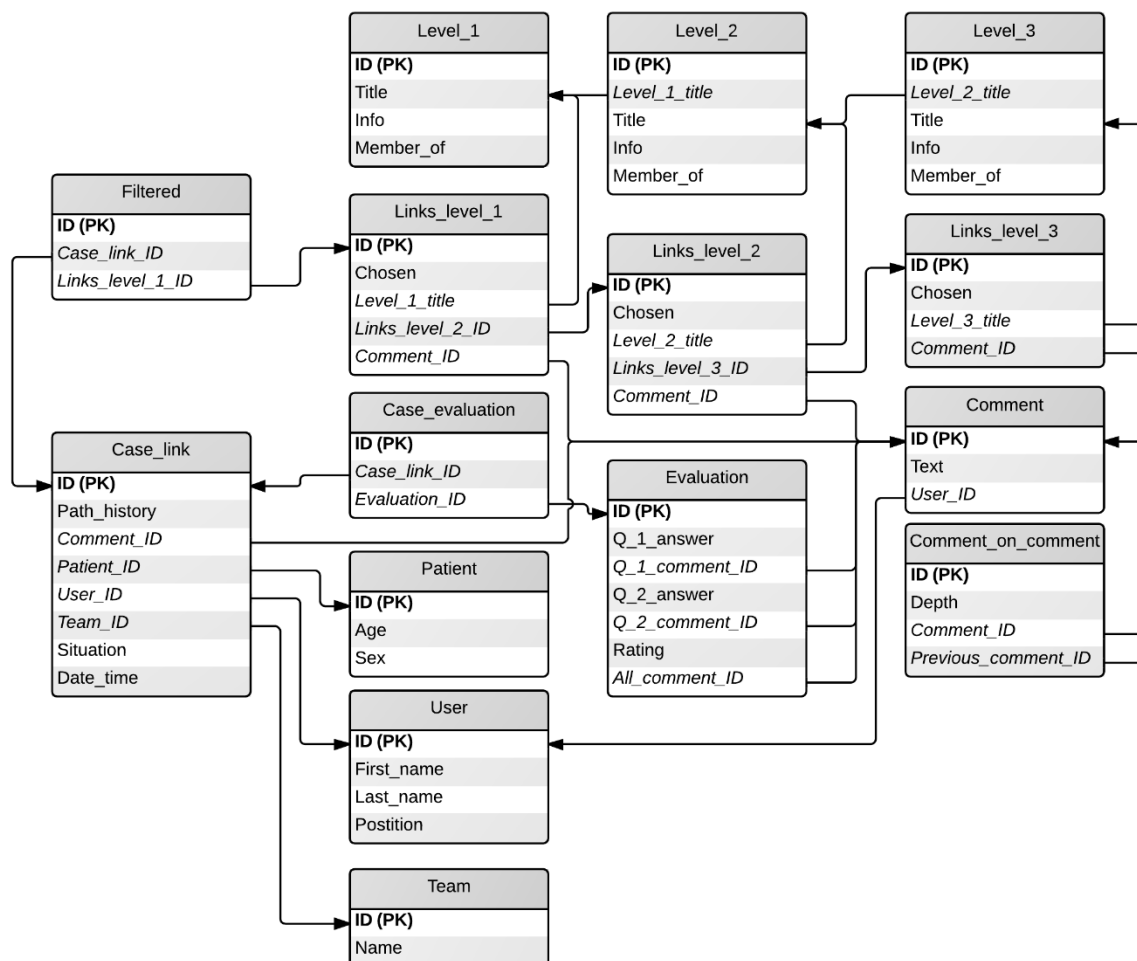 Level_1
ID (PK)
Title
Info
Member_of
Level_2
ID (PK)
Level_1_title
Title
Info
Member_of
Level_3
ID (PK)
Level_2_title
Title
Info
Member_of
Filtered
ID (PK)
Case_link_ID
Links_level_1_ID
Links_level_1
ID (PK)
Chosen
Level_1_title
Links_level_2_ID
Comment_ID
Links_level_2
ID (PK)
Chosen
Level_2_title
Links_level_3_ID
Comment_ID
Links_level_3
ID (PK)
Chosen
Level_3_title
Comment_ID
Case_link
ID (PK)
Path_history
Comment_ID
Patient_ID
User_ID
Team_ID
Situation
Date_time
Case_evaluation
ID (PK)
Case_link_ID
Evaluation_ID
Evaluation
ID (PK)
Q_1_answer
Q_1_comment_ID
Q_2_answer
Q_2_comment_ID
Rating
All_comment_ID
Comment
ID (PK)
Text
User_ID
Comment_on_comment
ID (PK)
Depth
Comment_ID
Previous_comment_ID
Patient
ID (PK)
Age
Sex
User
ID (PK)
First_name
Last_name
Postition
Team
ID (PK)
Name